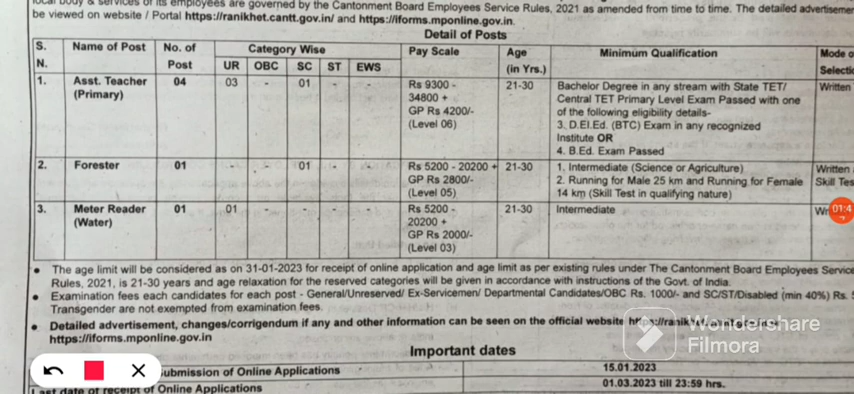 local body & services of its employees are governed by the Cantonment Board Employees Service Rules, 2021 as amended from time to time. The detailed
be viewed on website / Portal https://ranikhet.cantt.gov.in/ and https://iforms.mponline.gov.in.
Detail of Posts
S. N. Name of Post No. of Post Category Wise Pay Scale Age (in Yrs.) Minimum Qualification Mode
UR OBC SC ST EWS
1. Asst. Teacher (Primary) 04 03 - 01 - - Rs 9300 - 34800 + GP Rs 4200/- (Level 06) 21-30 Bachelor Degree in any stream with State TET/ Written
Central TET Primary Level Exam Passed with one
of the following eligibility details-
3. D.El.Ed. (BTC) Exam in any recognized
Institute OR
4. B.Ed. Exam Passed
2. Forester 01 - - 01 - - Rs 5200 - 20200 + GP Rs 2800/- (Level 05) 21-30 1. Intermediate (Science or Agriculture) Written
2. Running for Male 25 km and Running for Female Skill
14 km (Skill Test in qualifying nature)
3. Meter Reader (Water) 01 01 - - - - Rs 5200 - 20200 + GP Rs 2000/- (Level 03) 21-30 Intermediate
01:4
• The age limit will be considered as on 31-01-2023 for receipt of online application and age limit as per existing rules under The Cantonment Board Employees Service
Rules, 2021, is 21-30 years and age relaxation for the reserved categories will be given in accordance with instructions of the Govt. of India.
• Examination fees each candidates for each post - General/Unreserved/ Ex-Servicemen/ Departmental Candidates/OBC Rs. 1000/- and SC/ST/Disabled (min 40%) Rs.
Transgender are not exempted from examination fees.
• Detailed advertisement, changes/corrigendum if any and other information can be seen on the official website
https://iforms.mponline.gov.in
Wondershare
Filmora
Important dates
ubmission of Online Applications 15.01.2023
Last date of receipt of Online Applications 01.03.2023 till 23:59 hrs.